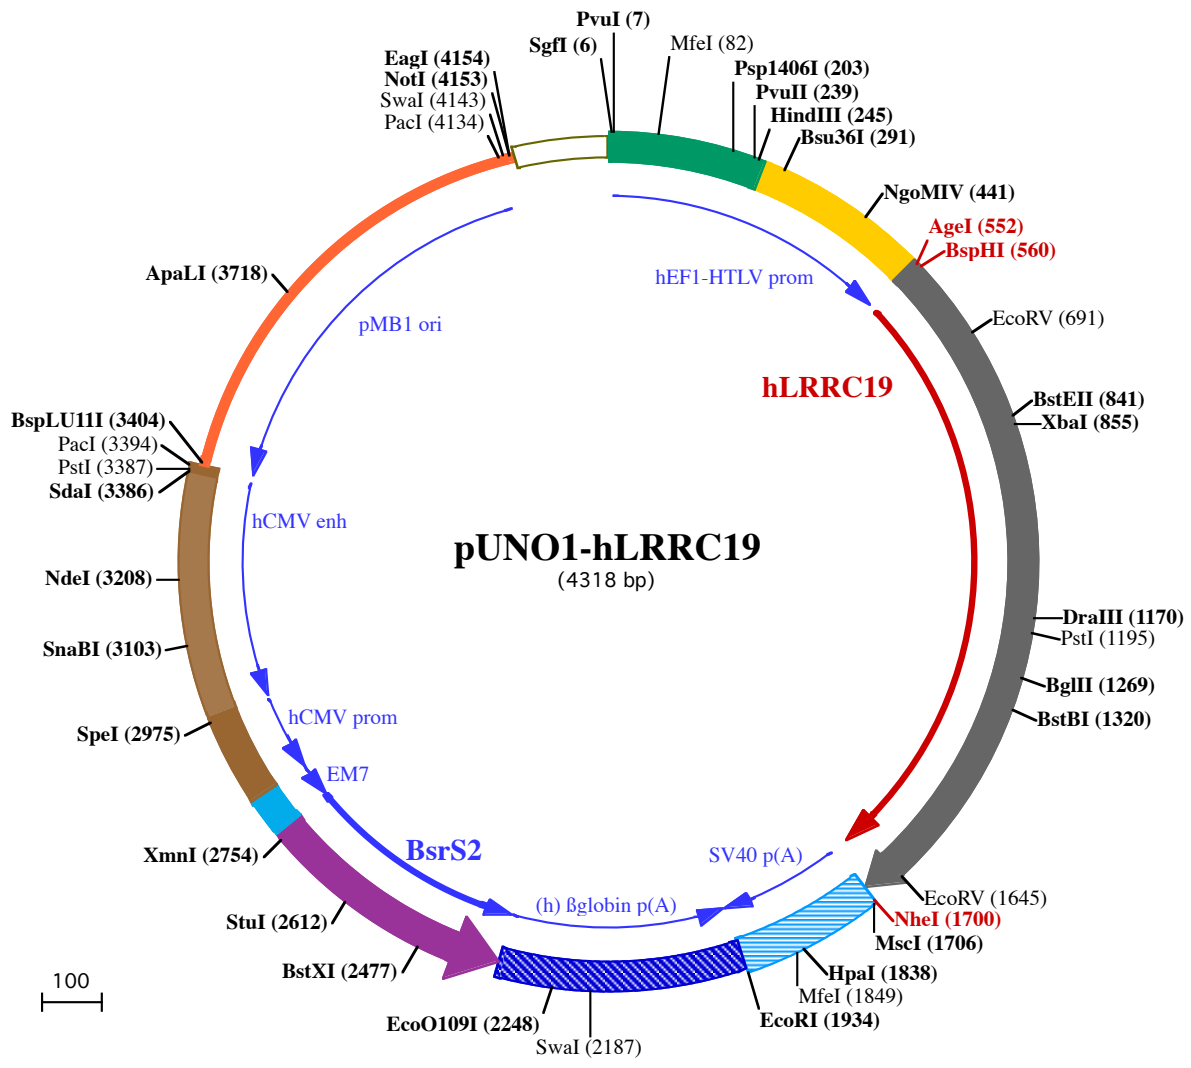 PvuI (7)
SgfI (6)
MfeI (82)
EagI (4154)
NotI (4153)
SwaI (4143)
PacI (4134)
Psp1406I (203)
PvuII (239)
HindIII (245)
Bsu36I (291)
NgoMIV (441)
AgeI (552)
BspHI (560)
ApaLI (3718)
hEF1-HTLV prom
pMB1 ori
EcoRV (691)
hLRRC19
BstEII (841)
XbaI (855)
BspLU11I (3404)
PacI (3394)
PstI (3387)
SdaI (3386)
hCMV enh
pUNO1-hLRRC19
(4318 bp)
NdeI (3208)
DraIII (1170)
PstI (1195)
SnaBI (3103)
BglII (1269)
BstBI (1320)
hCMV prom
SpeI (2975)
EM7
BsrS2
SV40 p(A)
XmnI (2754)
EcoRV (1645)
(h) ßglobin p(A)
NheI (1700)
StuI (2612)
MscI (1706)
BstXI (2477)
HpaI (1838)
MfeI (1849)
100
EcoO109I (2248)
EcoRI (1934)
SwaI (2187)